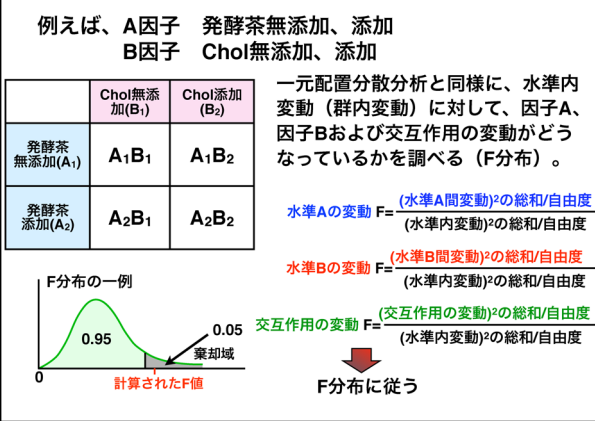 例えば、A因子　発酵茶無添加、添加
B因子　Chol無添加、添加
Chol無添
加(B₁)
Chol添加
(B₂)
発酵茶
無添加(A₁)
A₁B₁
A₁B₂
発酵茶
添加(A₂)
A₂B₁
A₂B₂
一元配置分散分析と同様に、水準内
変動（群内変動）に対して、因子A、
因子Bおよび交互作用の変動がどう
なっているかを調べる（F分布）。
水準Aの変動 F=
(水準A間変動)²の総和/自由度
(水準内変動)²の総和/自由度
水準Bの変動 F=
(水準B間変動)²の総和/自由度
(水準内変動)²の総和/自由度
交互作用の変動 F=
(交互作用の変動)²の総和/自由度
(水準内変動)²の総和/自由度
F分布に従う
F分布の一例
0.95
0.05
棄却域
0
計算されたF値